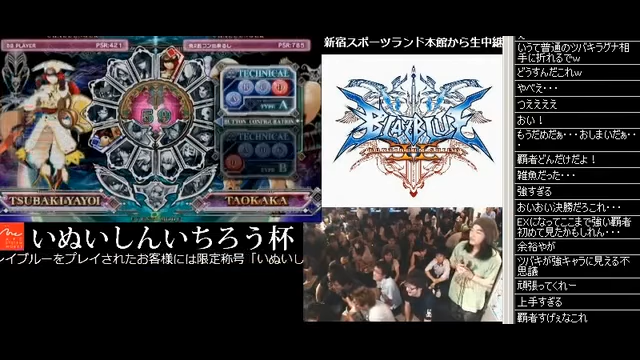 RB PLAYER
PSR:421
PSR:785
TECHNICAL
TYPE A
BUTTON CONFIGURATION
TECHNICAL
TYPE B
TSUBAKI=YAYOI
TAOKAKA
新宿スポーツランド本館から生中継
BLAZBLUE
いぬいしんいちろう杯
レイブルーをプレイされたお客様には限定称号「いぬいし
いうて普通のツバキラグナ相
手に折れるでw
どうすんだこれw
やべえ・・・
つええええ
おい!
もうだめだぁ・・・おしまいだぁ・・
覇者どんだけだよ!
雑魚だった・・・
強すぎる
おいおい決勝だろこれ・・・
EXになってここまで強い覇者
初めて見たかもしれん・・・
余裕やが
ツバキが強キャラに見える不
思議
頑張ってくれー
上手すぎる
覇者すげぇなこれ